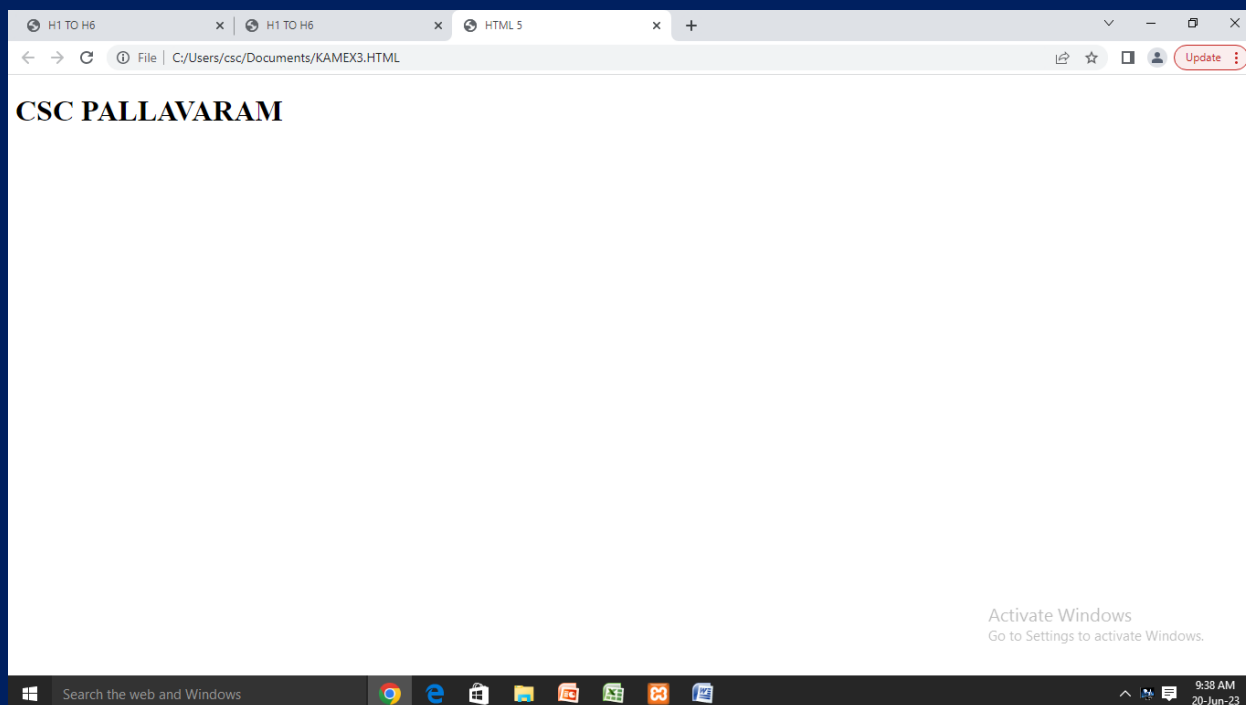 H1 TO H6
H1 TO H6
HTML 5
File
C:/Users/csc/Documents/KAMEX3.HTML
Update
CSC PALLAVARAM
Activate Windows
Go to Settings to activate Windows.
Search the web and Windows
9:38 AM
20-Jun-23